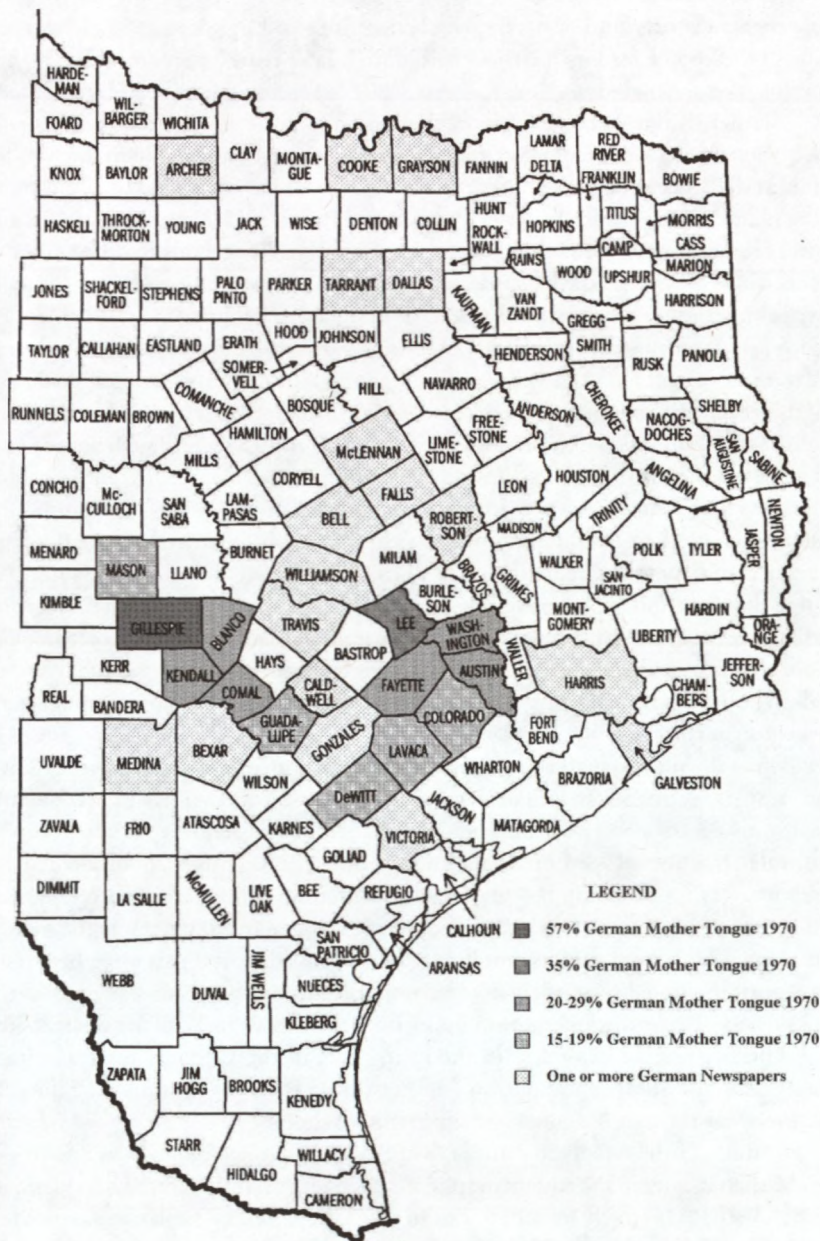 HARDE-
MAN
FOARD
WIL-
BARGER
WICHITA
CLAY
MONTA-
GUE
COOKE
GRAYSON
FANNIN
LAMAR
DELTA
RED
RIVER
FRANKLIN
BOWIE
KNOX
BAYLOR
ARCHER
HUNT
TITUS
MORRIS
CASS
HASKELL
THROCK-
MORTON
YOUNG
JACK
WISE
DENTON
COLLIN
ROCK-
WALL
HOPKINS
CAMP
RAINS
WOOD
UPSHUR
MARION
JONES
SHACKEL-
FORD
STEPHENS
PALO
PINTO
PARKER
TARRANT
DALLAS
KAUFMAN
VAN
ZANDT
HARRISON
GREGG
SMITH
TAYLOR
CALLAHAN
EASTLAND
ERATH
HOOD
JOHNSON
ELLIS
HENDERSON
RUSK
PANOLA
SOMER-
VELL
COMANCHE
BOSQUE
HILL
NAVARRO
ANDERSON
CHEROKEE
SHELBY
RUNNELS
COLEMAN
BROWN
HAMILTON
McLENNAN
LIME-
STONE
FREE-
STONE
NACOG-
DOCHES
SAN
AUGUSTINE
SABINE
MILLS
CORYELL
FALLS
LEON
HOUSTON
ANGELINA
CONCHO
Mc-
CULLOCH
SAN
SABA
LAM-
PASAS
BELL
ROBERT-
SON
MADISON
TRINITY
NEWTON
JASPER
MENARD
MASON
LLANO
BURNET
WILLIAMSON
MILAM
BRAZOS
GRIMES
WALKER
POLK
TYLER
SAN
JACINTO
KIMBLE
GILLESPIE
BLANCO
TRAVIS
LEE
BURLE-
SON
WASH-
INGTON
MONT-
GOMERY
LIBERTY
HARDIN
ORA-
NGE
KERR
HAYS
BASTROP
AUSTIN
WALLER
HARRIS
JEFFER-
SON
CHAM-
BERS
REAL
BANDERA
KENDALL
COMAL
CALD-
WELL
FAYETTE
COLORADO
FORT
BEND
GUADA-
LUPE
GONZALES
LAVACA
UVALDE
MEDINA
BEXAR
WILSON
WHARTON
BRAZORIA
GALVESTON
ZAVALA
FRIO
ATASCOSA
KARNES
DeWITT
JACKSON
MATAGORDA
GOLIAD
VICTORIA
DIMMIT
LA SALLE
McMULLEN
LIVE
OAK
BEE
REFUGIO
CALHOUN
SAN
PATRICIO
ARANSAS
WEBB
DUVAL
JIM WELLS
NUECES
KLEBERG
ZAPATA
JIM
HOGG
BROOKS
KENEDY
STARR
HIDALGO
WILLACY
CAMERON
LEGEND
57% German Mother Tongue 1970
35% German Mother Tongue 1970
20-29% German Mother Tongue 1970
15-19% German Mother Tongue 1970
One or more German Newspapers